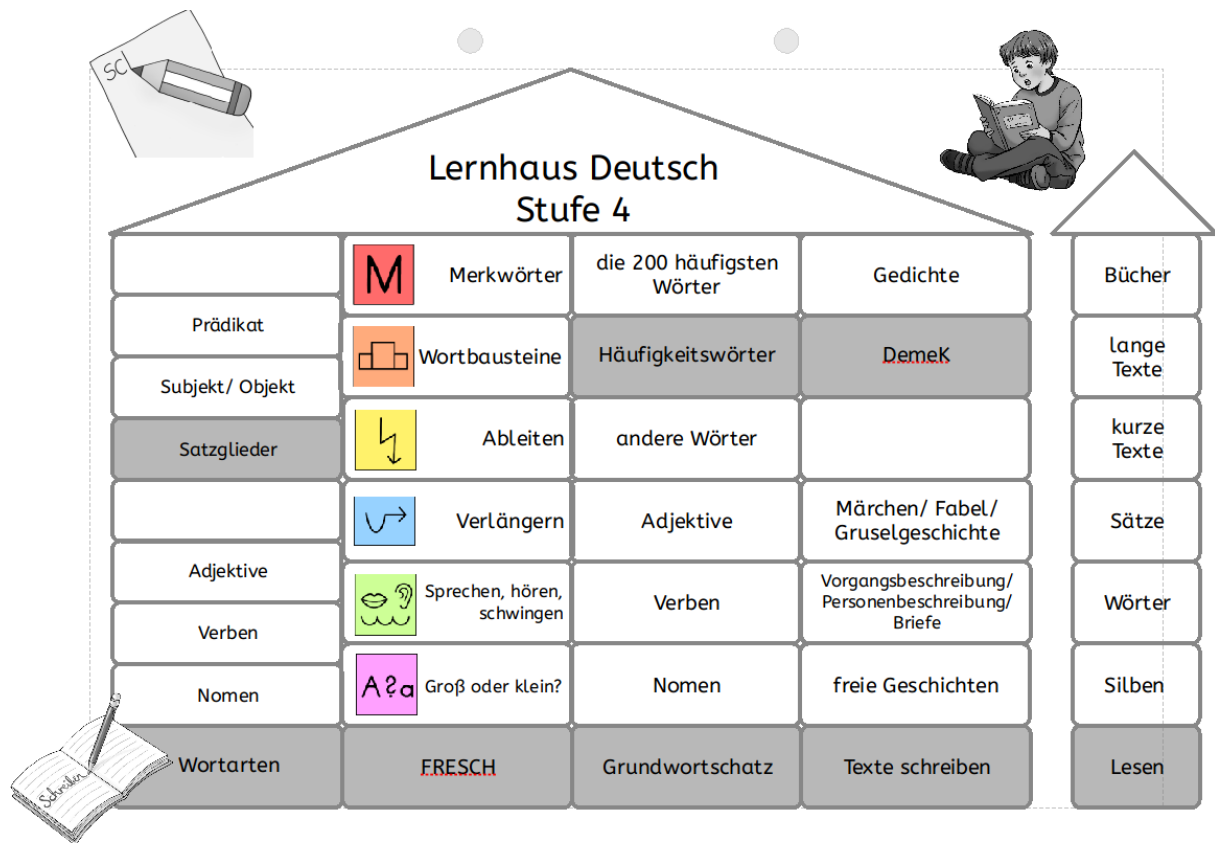 SC
Lernhaus Deutsch
Stufe 4
Prädikat
Subjekt/ Objekt
Satzglieder
Adjektive
Verben
Nomen
Wortarten
M
Merkwörter
Wortbausteine
Ableiten
Verlängern
Sprechen, hören,
schwingen
A?a
Groß oder klein?
FRESCH
die 200 häufigsten
Wörter
Häufigkeitswörter
andere Wörter
Adjektive
Verben
Nomen
Grundwortschatz
Gedichte
DemeK
Märchen/ Fabel/
Gruselgeschichte
Vorgangsbeschreibung/
Personenbeschreibung/
Briefe
freie Geschichten
Texte schreiben
Bücher
lange
Texte
kurze
Texte
Sätze
Wörter
Silben
Lesen
Schreiben